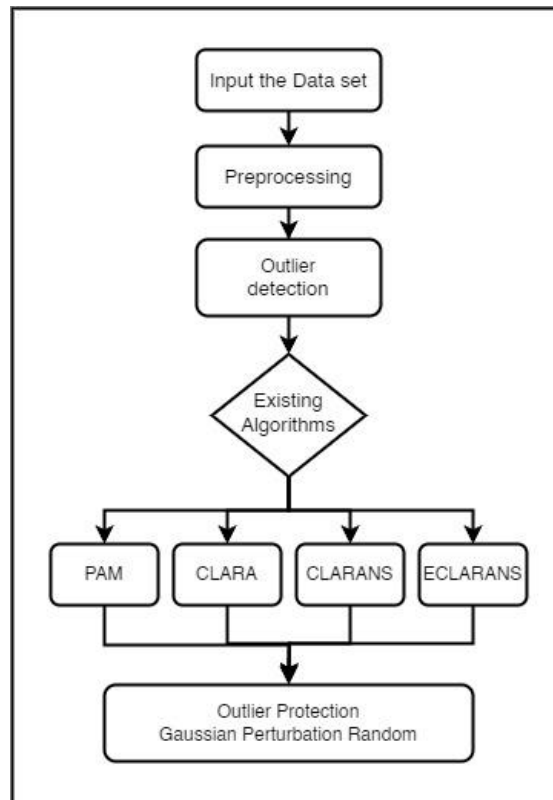 Input the Data set
Preprocessing
Outlier
detection
Existing
Algorithms
PAM
CLARA
CLARANS
ECLARANS
Outlier Protection
Gaussian Perturbation Random